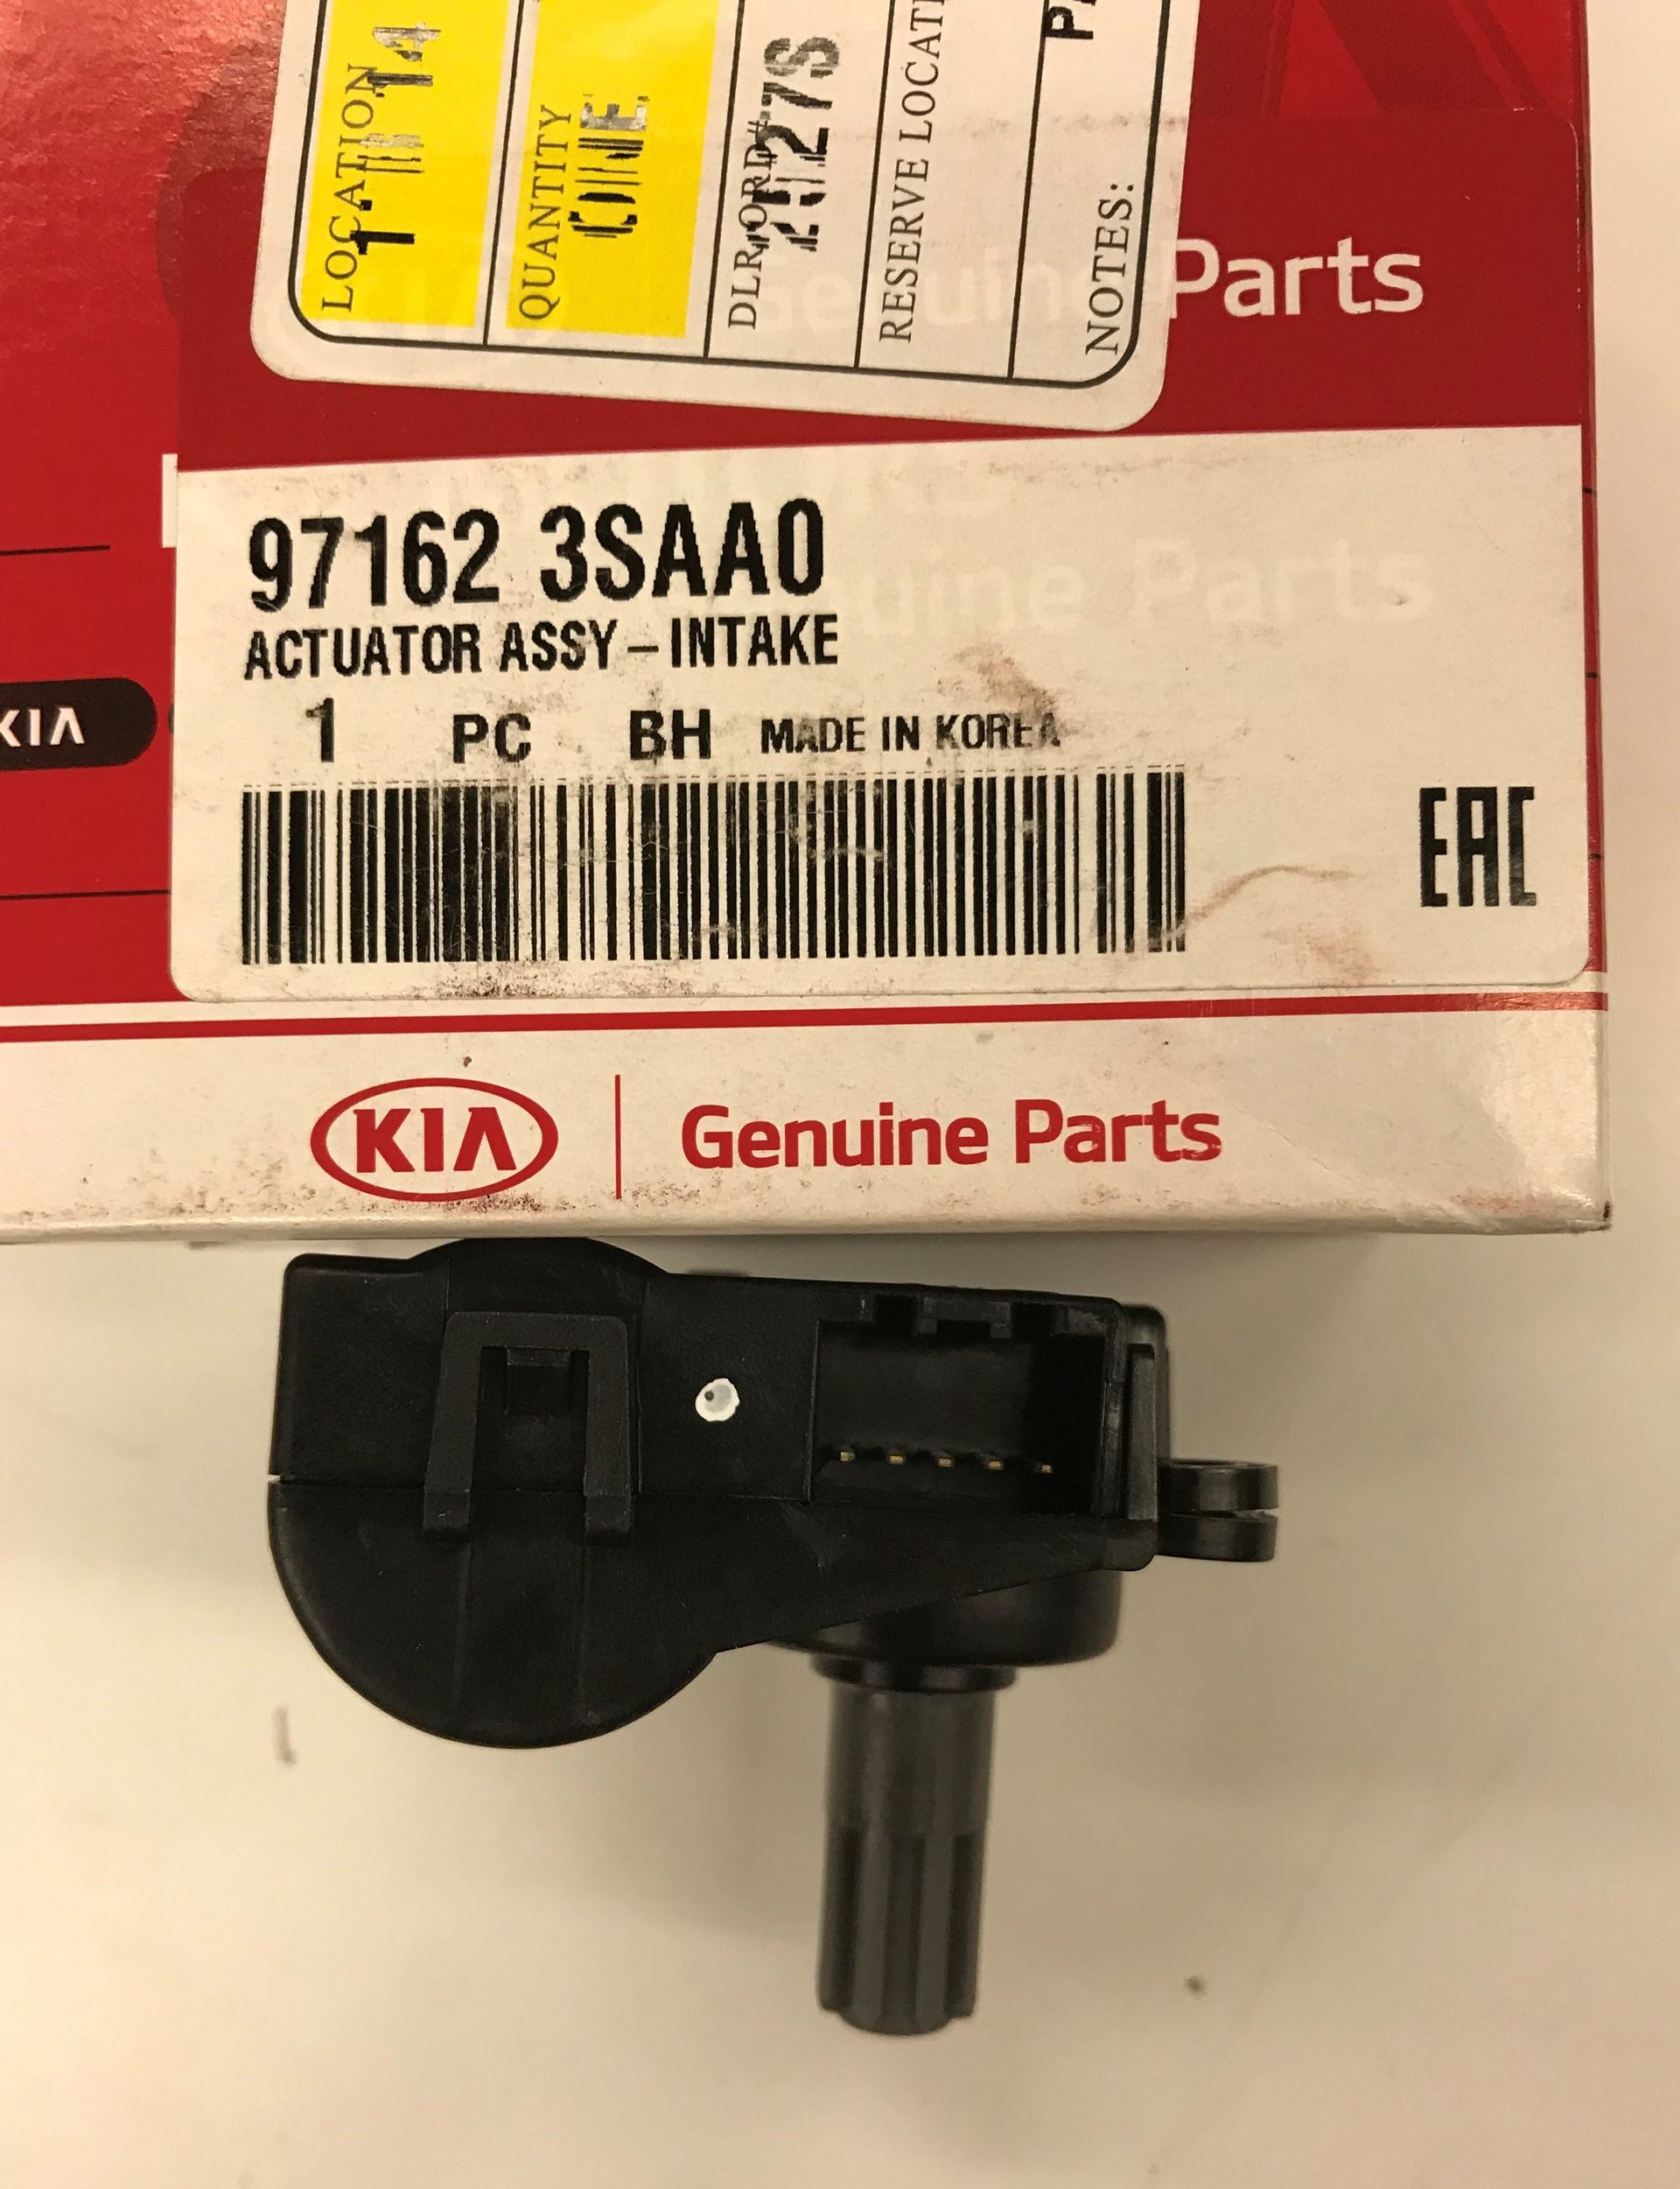 LOCATION
QUANTITY
ONE
DLR ORD#
RESERVE LOCATI
NOTES:
Genuine Parts
97162 3SAA0
ACTUATOR ASSY-INTAKE
1 PC BH MADE IN KOREA
EAC
KIA
KIA Genuine Parts